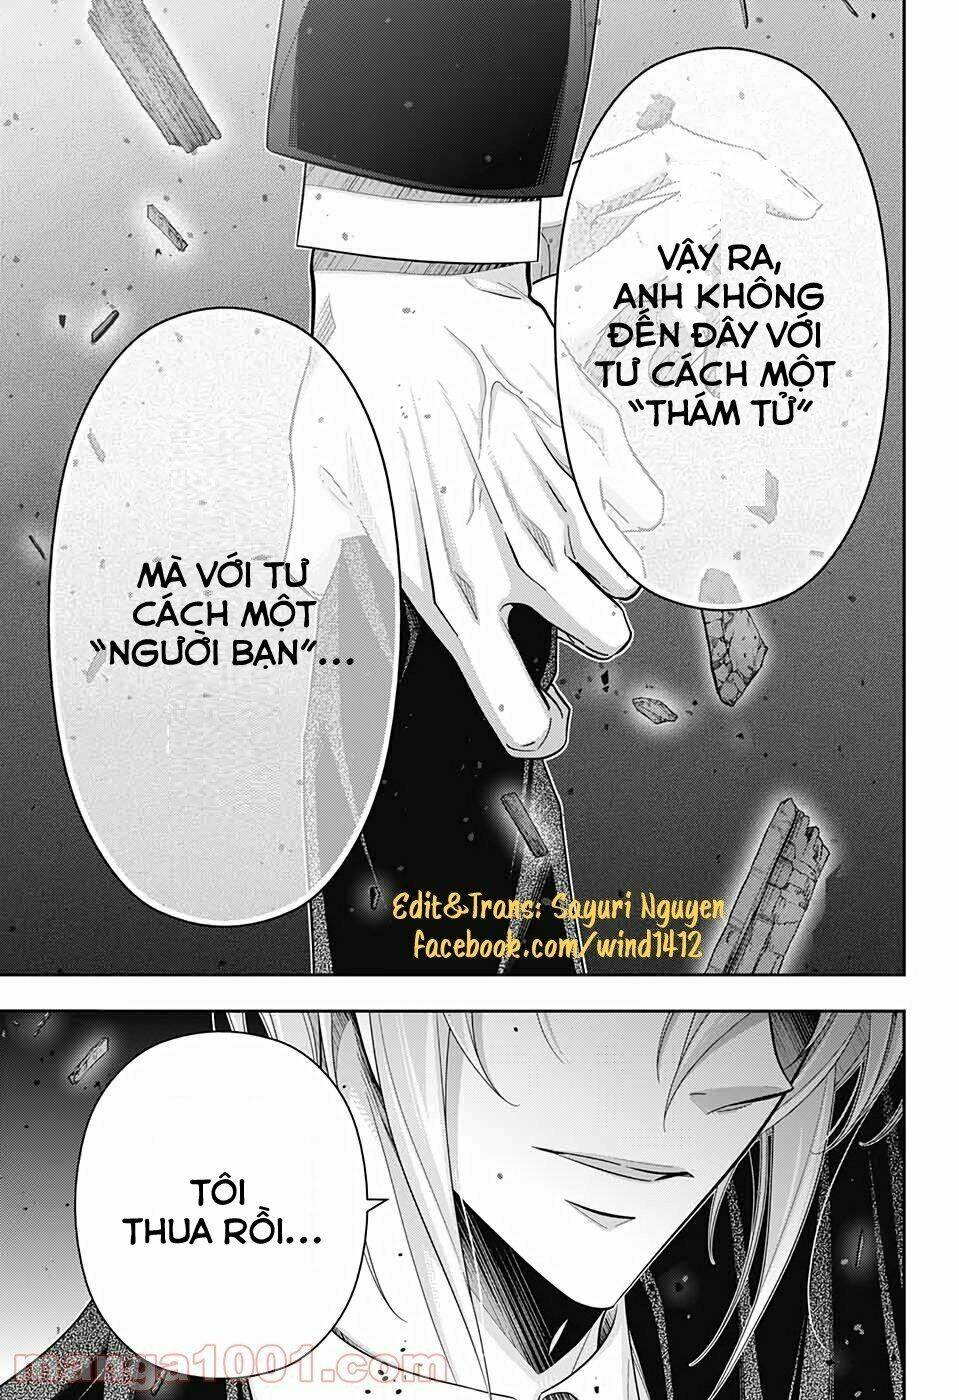 VẬY RA,
ANH KHÔNG
ĐẾN ĐÂY VỚI
TƯ CÁCH MỘT
"THÁM TỬ"
MÀ VỚI TƯ
CÁCH MỘT
"NGƯỜI BẠN"...
Edit&Trans: Sayuri Nguyen
facebook.com/wind1412
TÔI
THUA RỒI...
manga1001.com